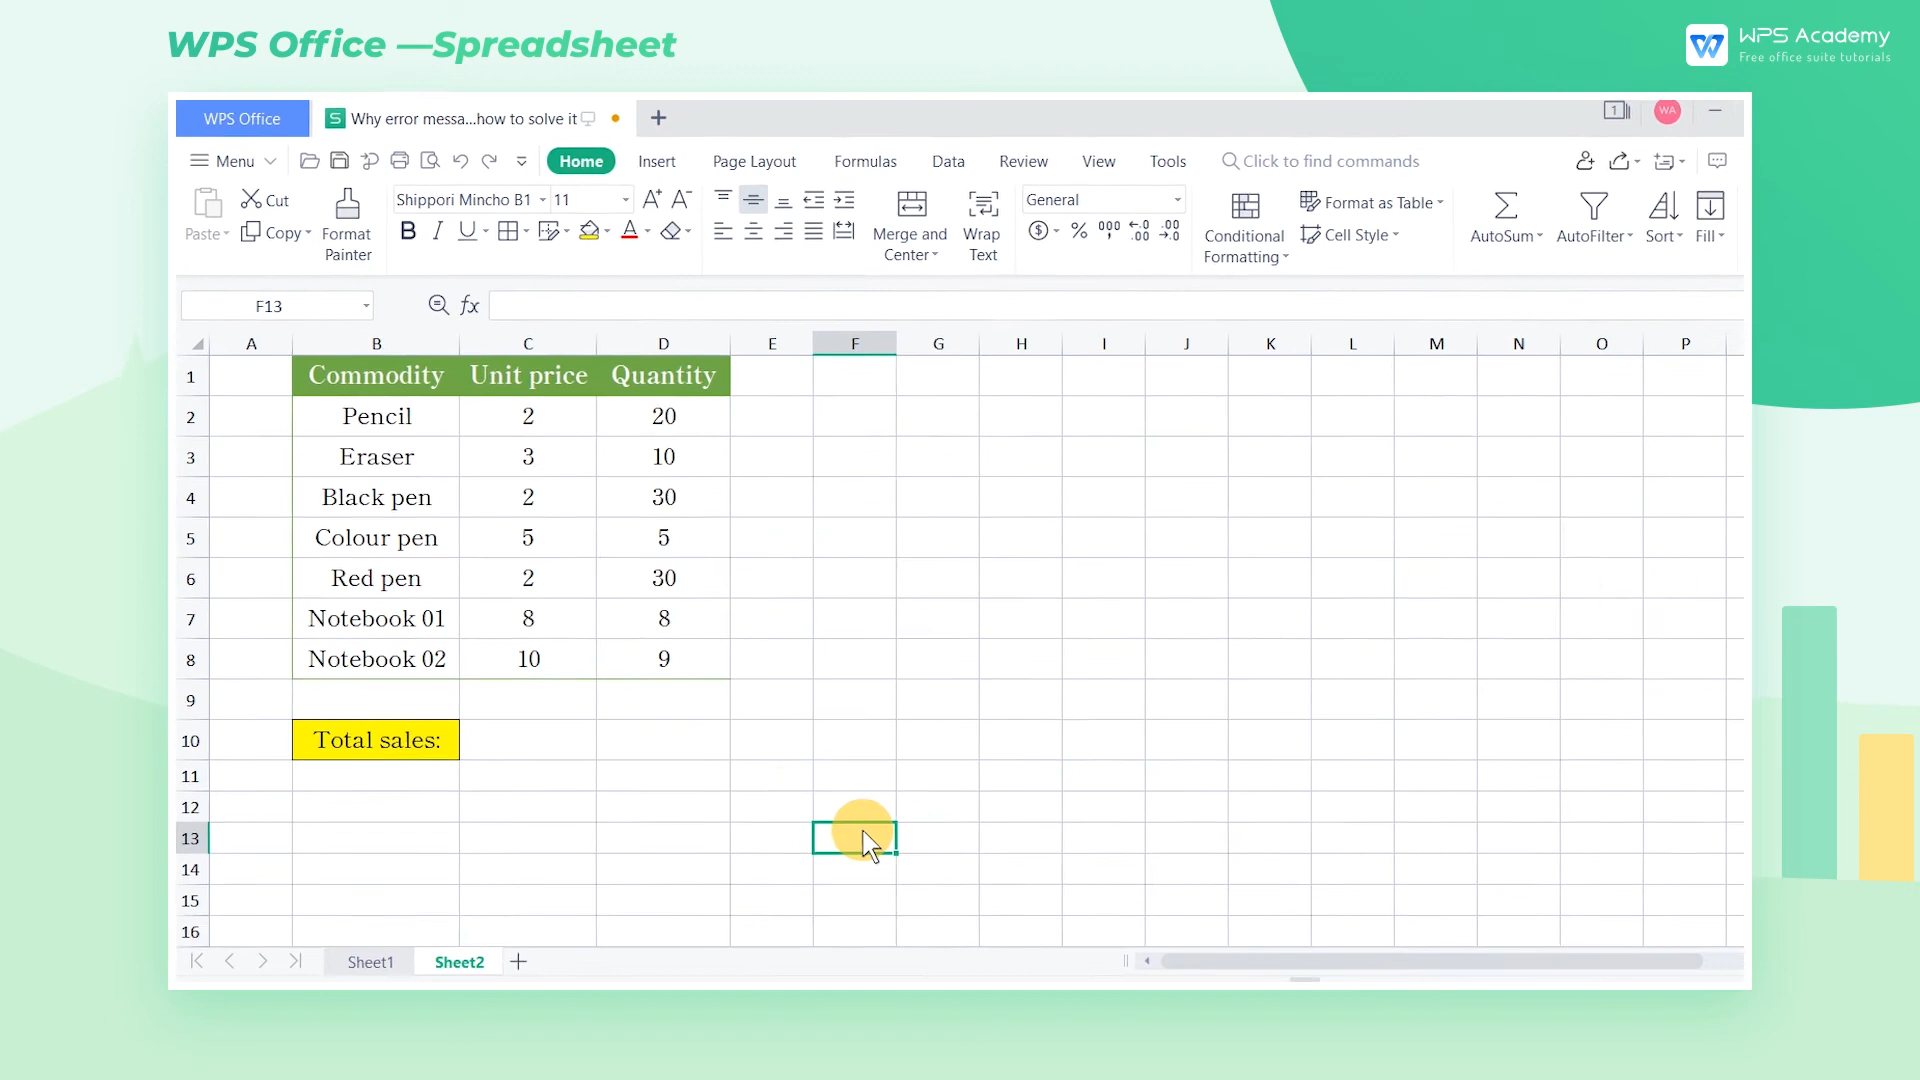 WPS Office —Spreadsheet
WPS Academy
Free office suite tutorials
WPS Office
Why error messa...how to solve it
1
WA
Menu
Home
Insert
Page Layout
Formulas
Data
Review
View
Tools
Click to find commands
Paste
Cut
Copy
Format Painter
Shippori Mincho B1
11
General
Merge and Center
Wrap Text
Conditional Formatting
Format as Table
Cell Style
AutoSum
AutoFilter
Sort
Fill
F13
fx
A B C D E F G H I J K L M N O P
1 Commodity Unit price Quantity
2 Pencil 2 20
3 Eraser 3 10
4 Black pen 2 30
5 Colour pen 5 5
6 Red pen 2 30
7 Notebook 01 8 8
8 Notebook 02 10 9
9
10 Total sales:
11
12
13
14
15
16
Sheet1
Sheet2